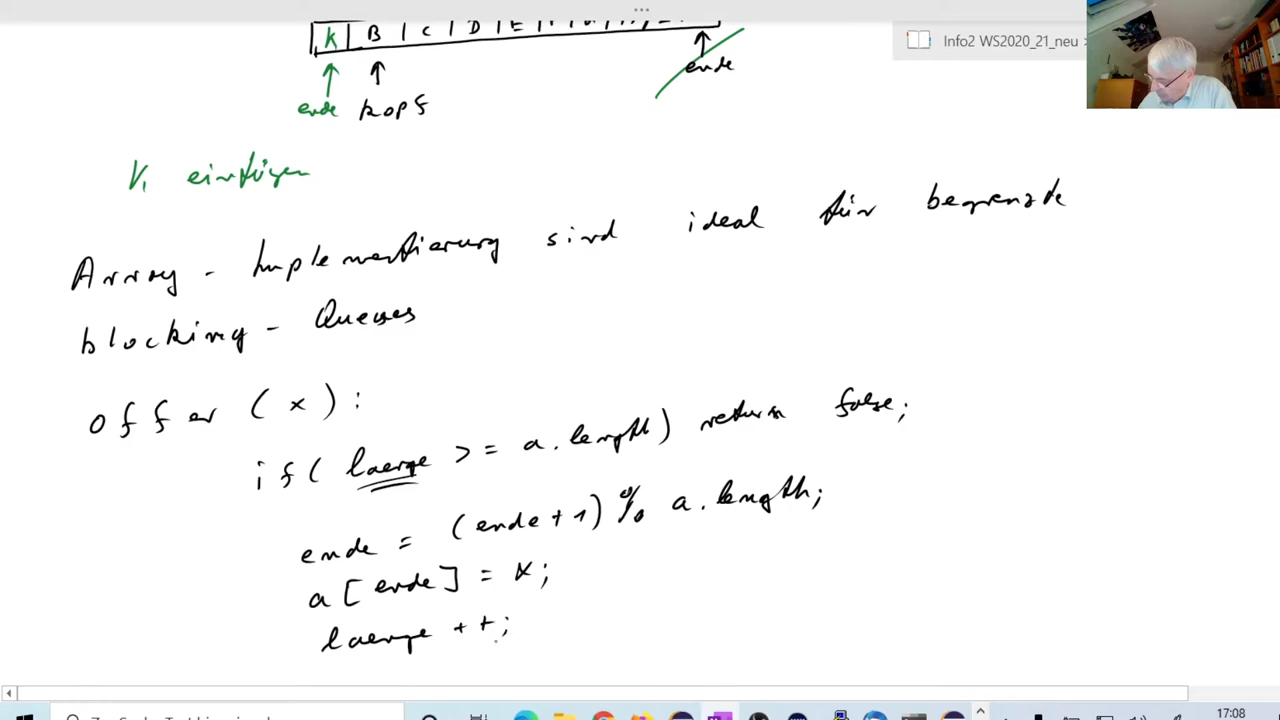 K | B | C | D | E
ende
ende kopf
Info2 WS2020_21_neu >
V. einfügen
Array - Implementierung sind ideal für begrenzte
blocking - Queues
offer (x):
if( laenge >= a.length) return false;
ende = (ende+1) % a.length;
a[ende] = x;
laenge ++;
17:08